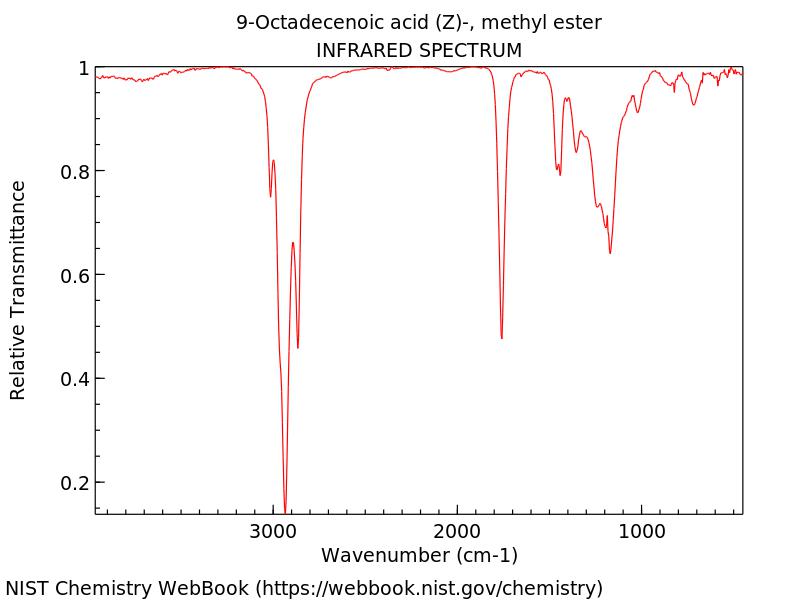 9-Octadecenoic acid (Z)-, methyl ester
INFRARED SPECTRUM
1
0.8
0.6
0.4
0.2
Relative Transmittance
3000 2000 1000
Wavenumber (cm-1)
NIST Chemistry WebBook (https://webbook.nist.gov/chemistry)